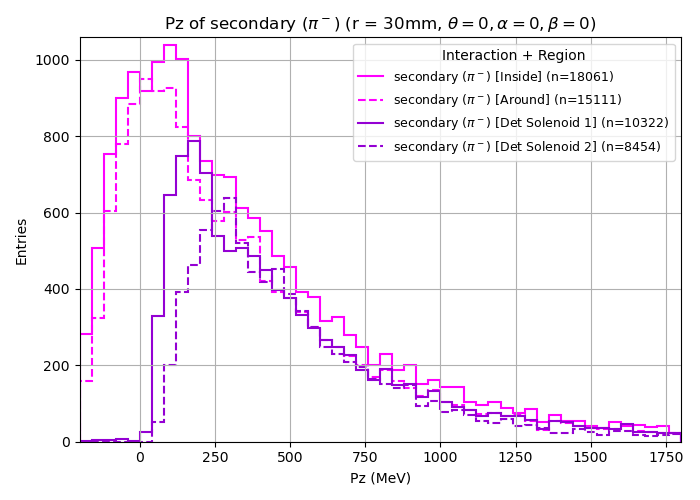 Pz of secondary (π⁻) (r = 30mm, θ = 0, α = 0, β = 0)
Interaction + Region
secondary (π⁻) [Inside] (n=18061)
secondary (π⁻) [Around] (n=15111)
secondary (π⁻) [Det Solenoid 1] (n=10322)
secondary (π⁻) [Det Solenoid 2] (n=8454)
Entries
1000
800
600
400
200
0
0 250 500 750 1000 1250 1500 1750
Pz (MeV)